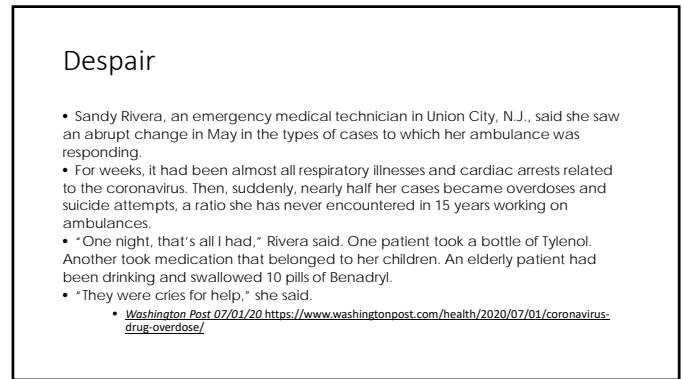 Despair
• Sandy Rivera, an emergency medical technician in Union City, N.J., said she saw
an abrupt change in May in the types of cases to which her ambulance was
responding.
• For weeks, it had been almost all respiratory illnesses and cardiac arrests related
to the coronavirus. Then, suddenly, nearly half her cases became overdoses and
suicide attempts, a ratio she has never encountered in 15 years working on
ambulances.
• “One night, that’s all I had,” Rivera said. One patient took a bottle of Tylenol.
Another took medication that belonged to her children. An elderly patient had
been drinking and swallowed 10 pills of Benadryl.
• “They were cries for help,” she said.
• Washington Post 07/01/20 https://www.washingtonpost.com/health/2020/07/01/coronavirus-
drug-overdose/